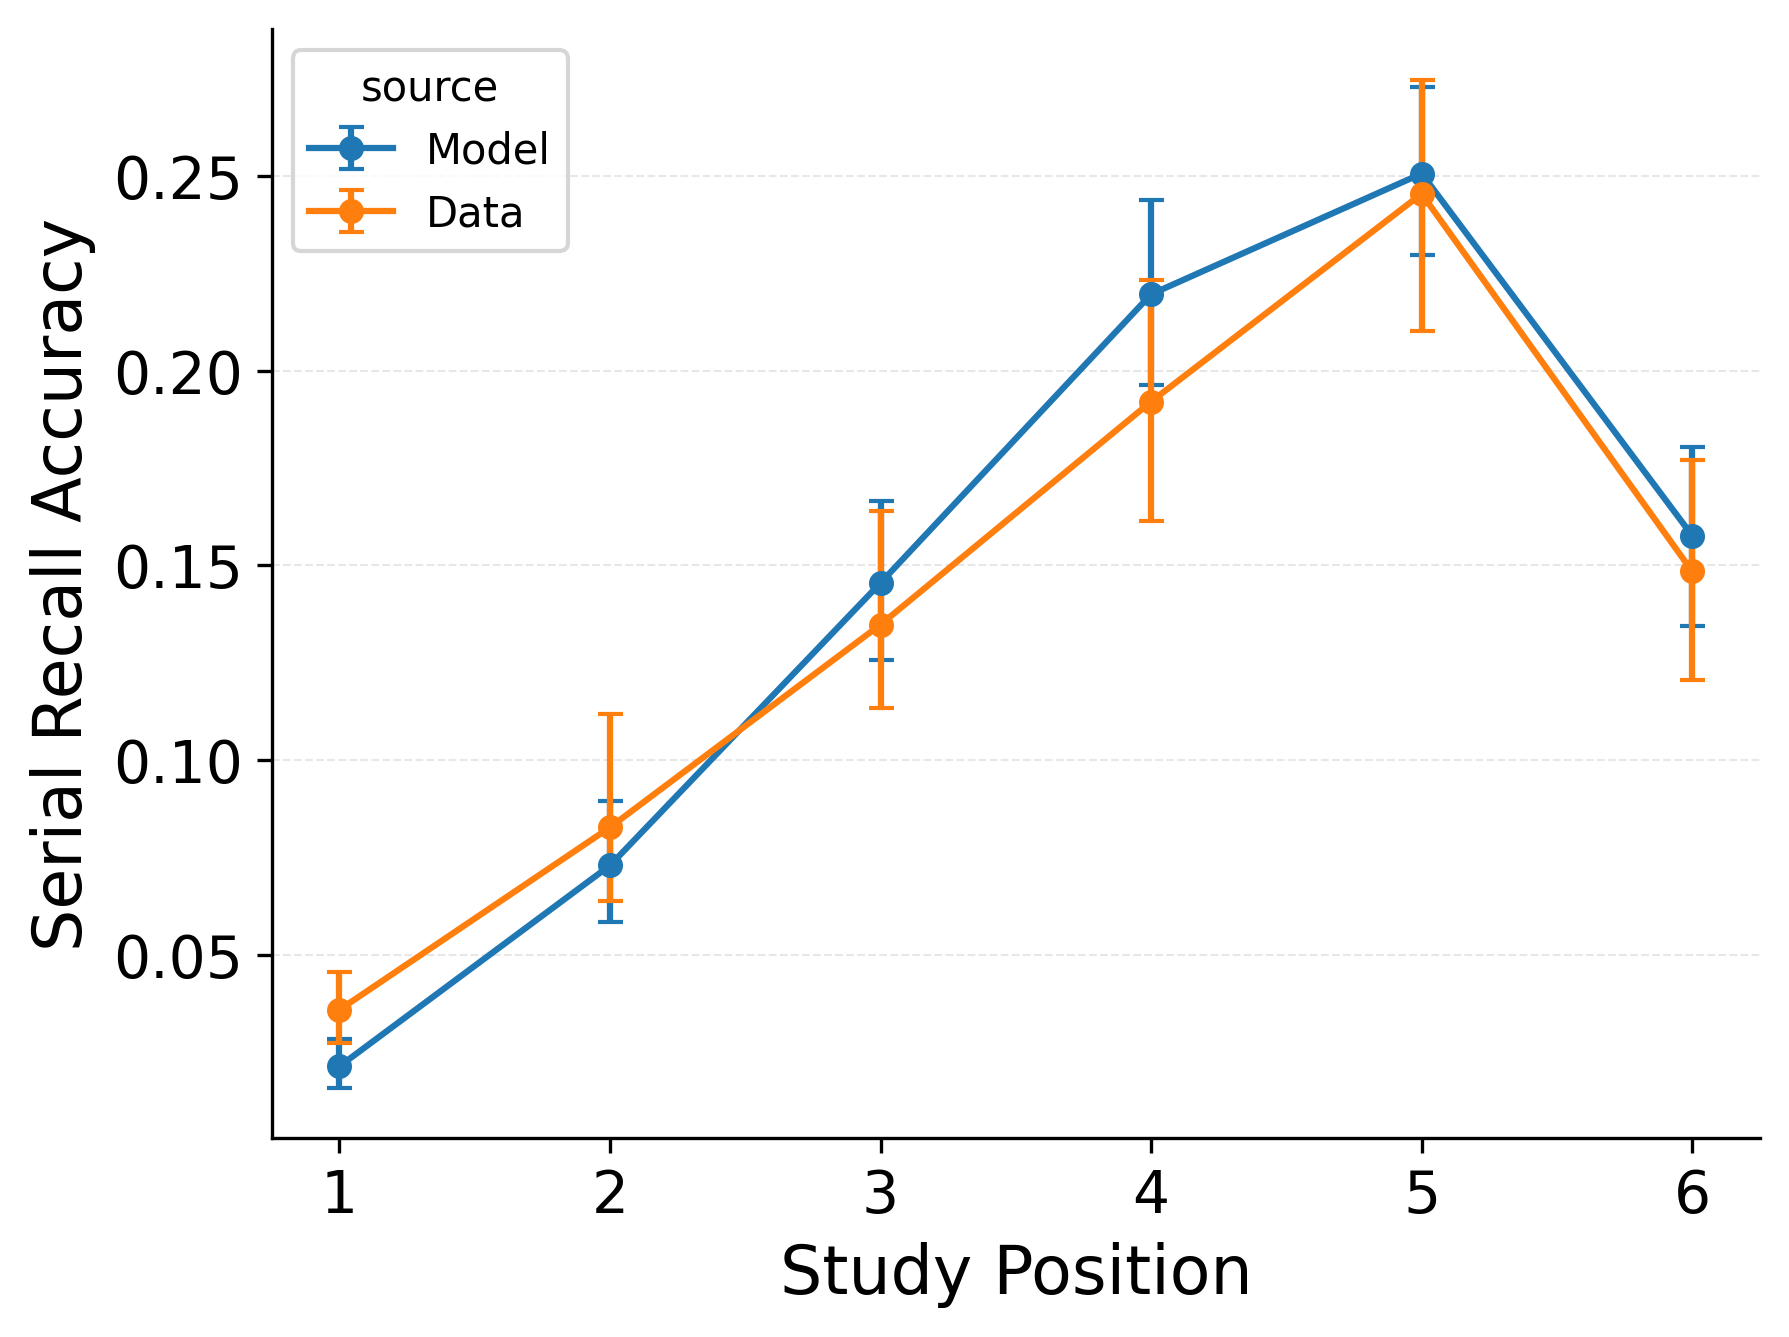 source
Model
Data
Serial Recall Accuracy
0.25
0.20
0.15
0.10
0.05
1 2 3 4 5 6
Study Position